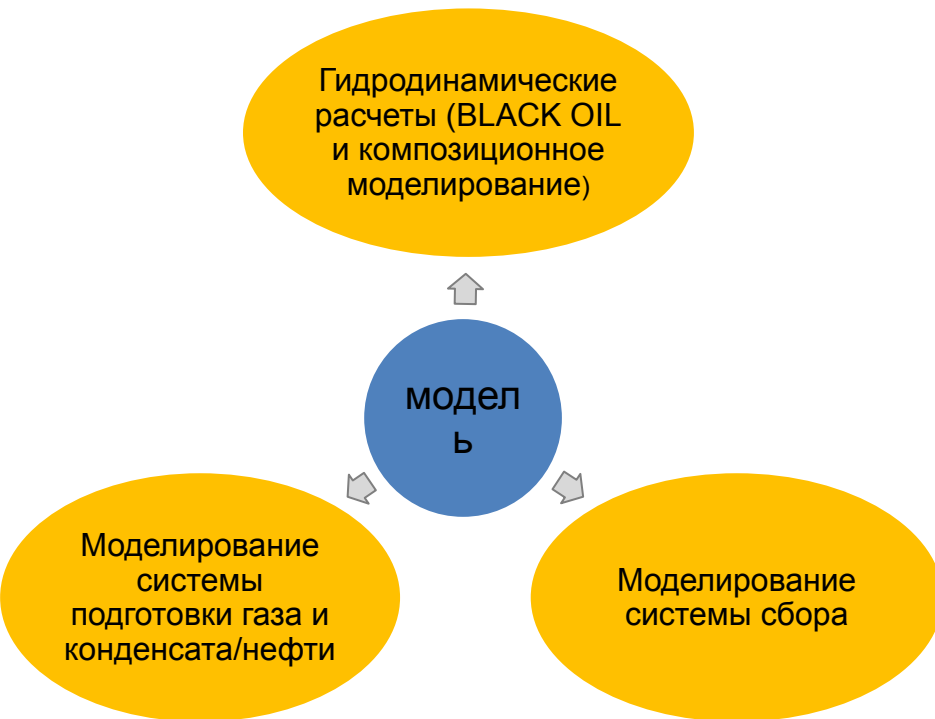 Гидродинамические
расчеты (BLACK OIL
и композиционное
моделирование)
модел
ь
Моделирование
системы
подготовки газа и
конденсата/нефти
Моделирование
системы сбора